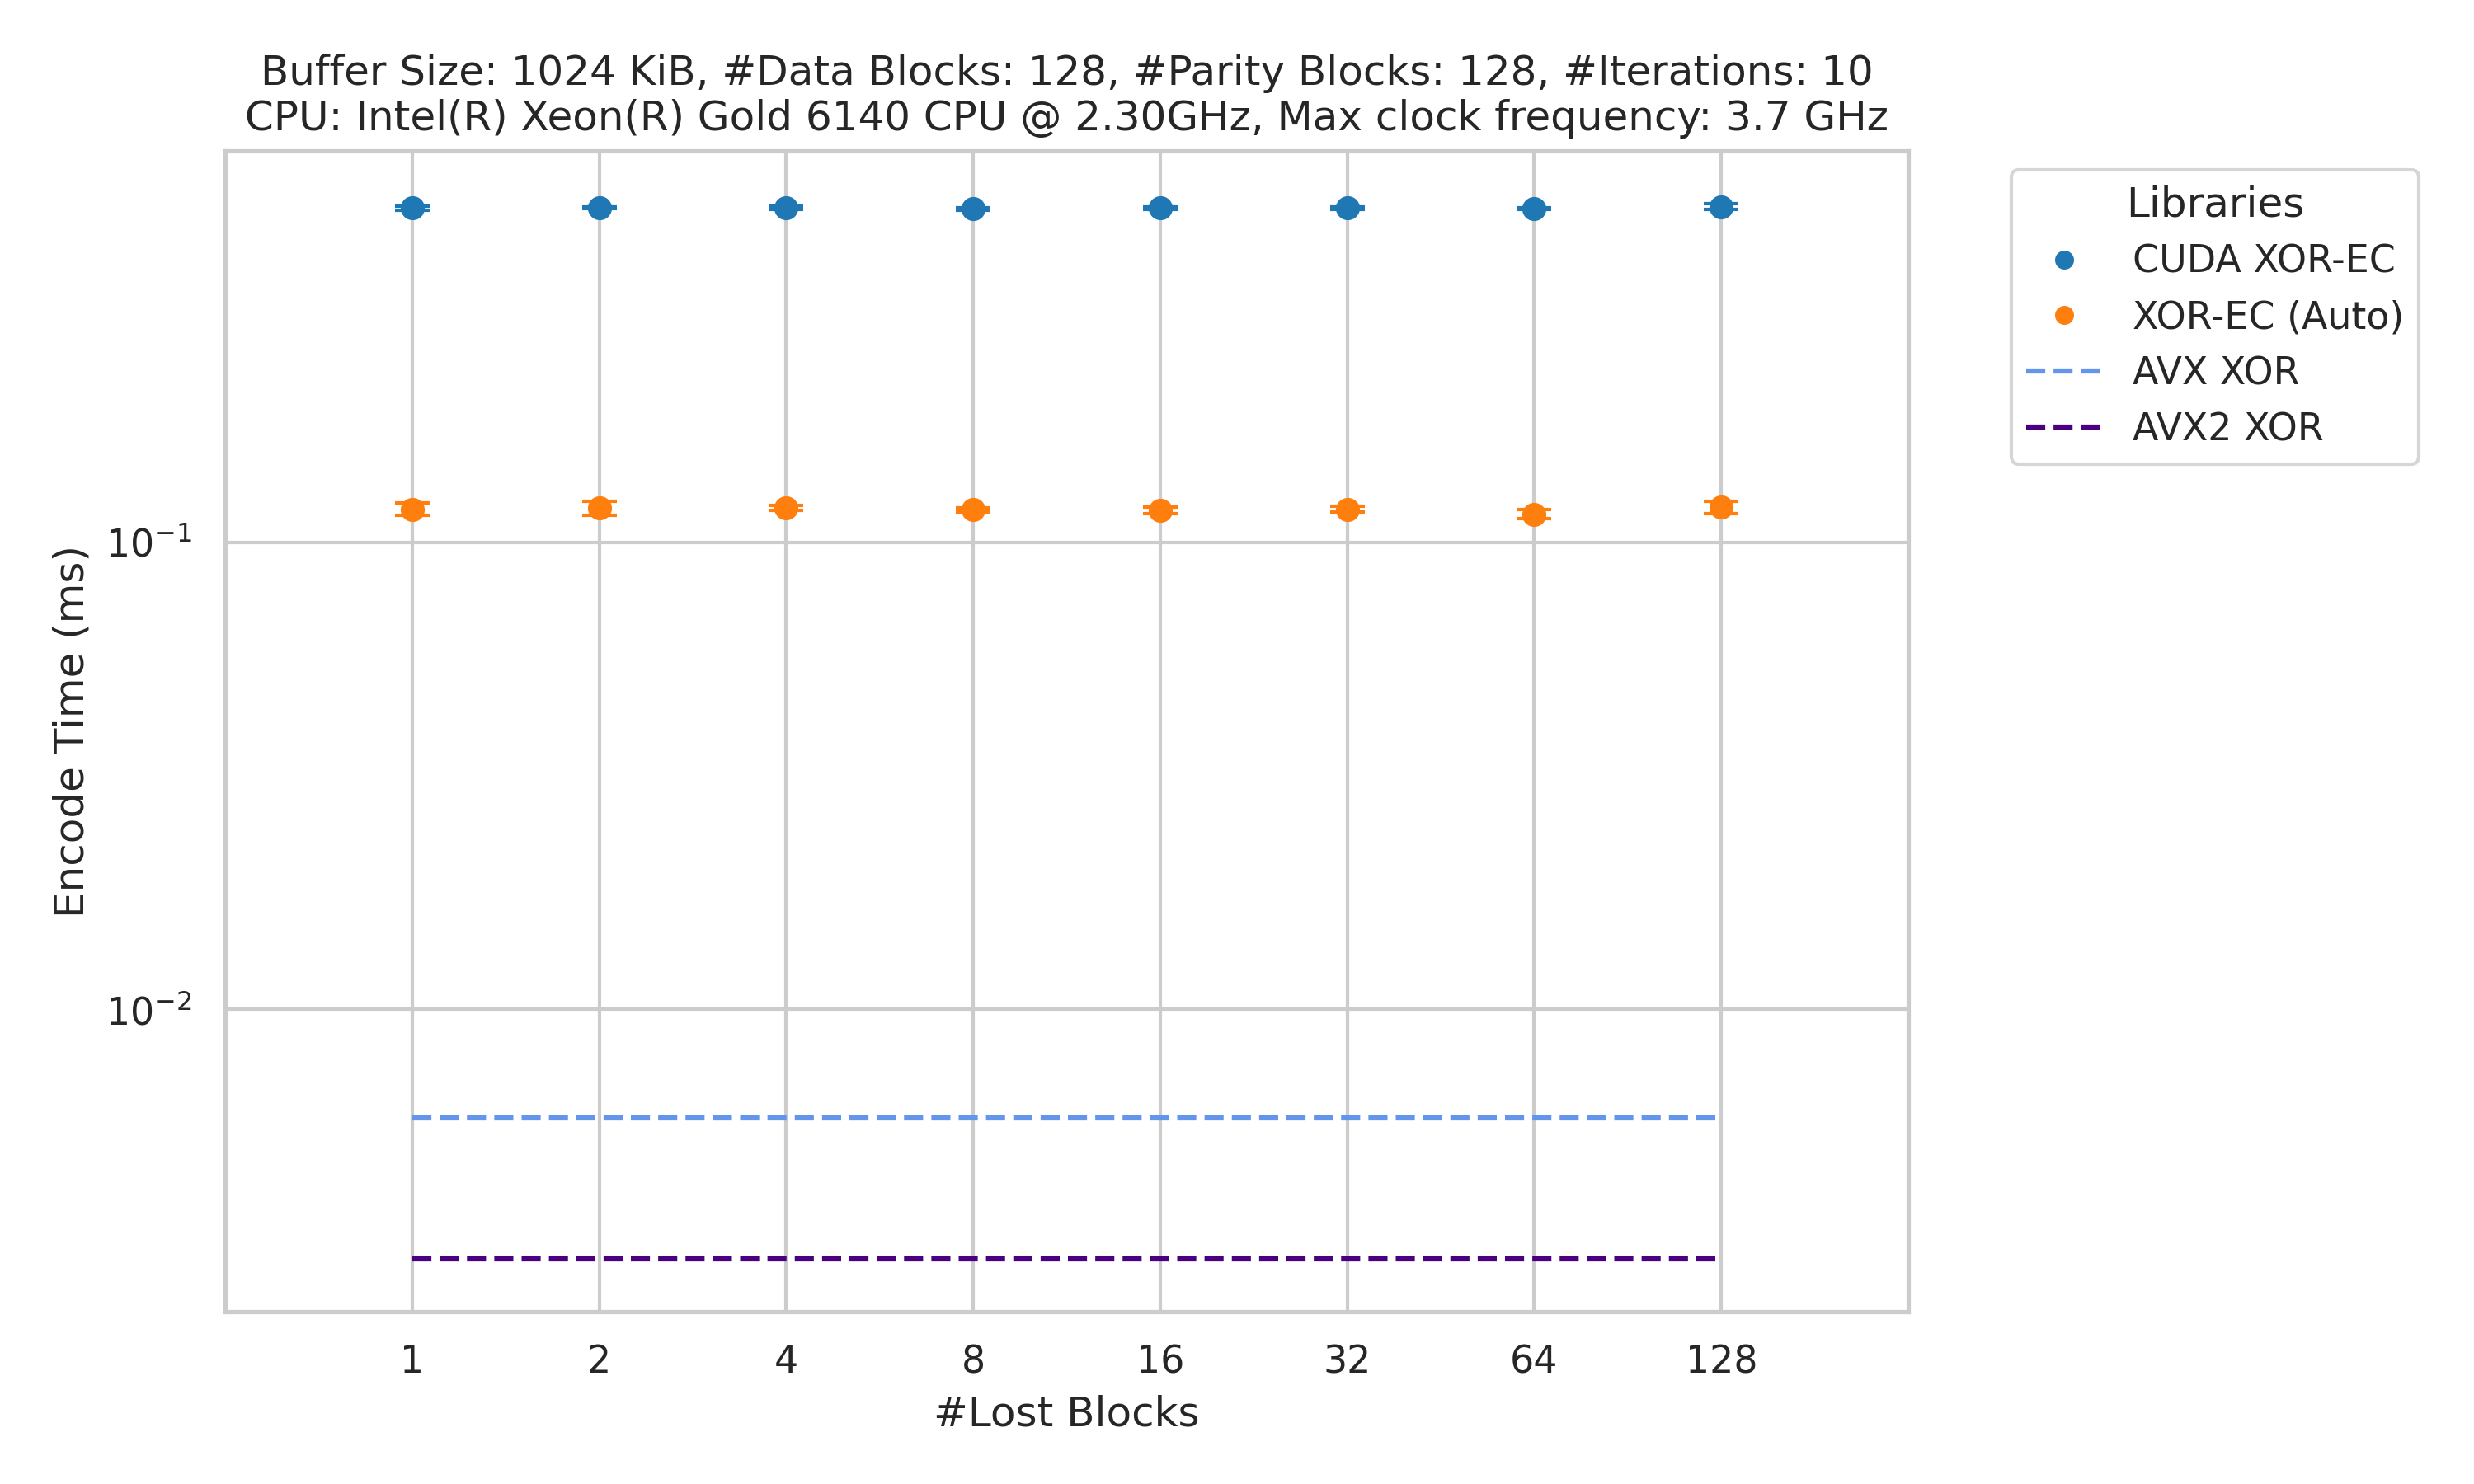 Buffer Size: 1024 KiB, #Data Blocks: 128, #Parity Blocks: 128, #Iterations: 10
CPU: Intel(R) Xeon(R) Gold 6140 CPU @ 2.30GHz, Max clock frequency: 3.7 GHz
Libraries
CUDA XOR-EC
XOR-EC (Auto)
AVX XOR
AVX2 XOR
Encode Time (ms)
10⁻¹
10⁻²
1 2 4 8 16 32 64 128
#Lost Blocks